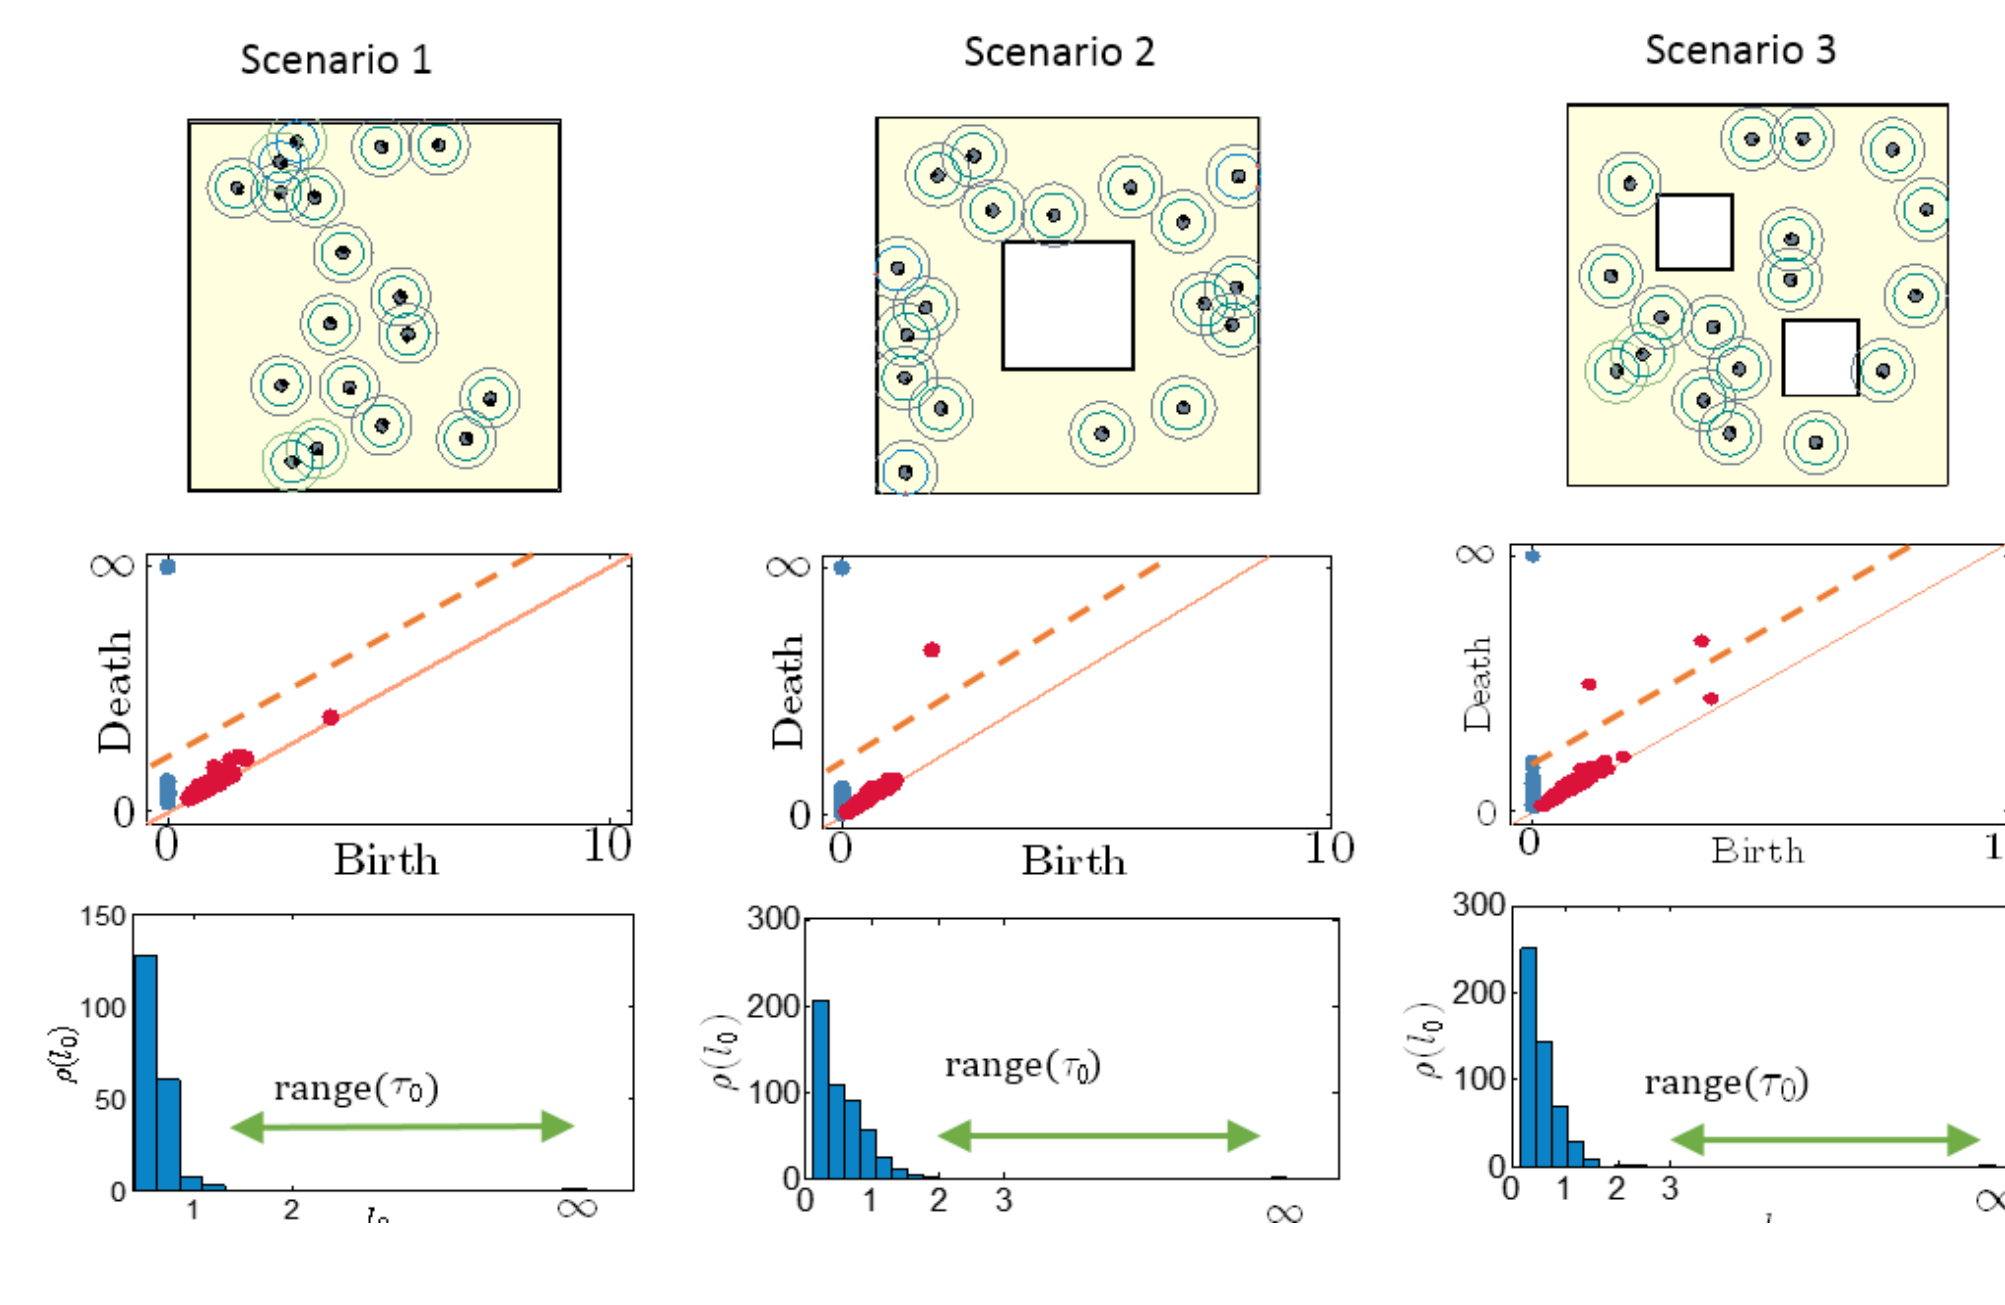 Scenario 1
Scenario 2
Scenario 3
∞
Death
0
0
10
Birth
∞
Death
0
0
10
Birth
∞
Death
0
0
1
Birth
150
100
50
0
ρ(l₀)
range(τ₀)
1
2
∞
300
200
100
0
ρ(l₀)
range(τ₀)
0
1
2
3
∞
300
200
100
0
ρ(l₀)
range(τ₀)
0
1
2
3